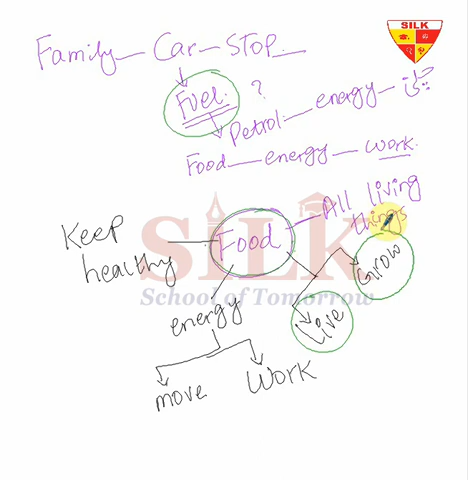 SILK
Family — Car — STOP
Fuel. ?
Petrol — energy —
Food — energy — work.
All living
things
Keep
healthy
Food
Grow
SILK
School of Tomorrow
energy
Live
move
Work